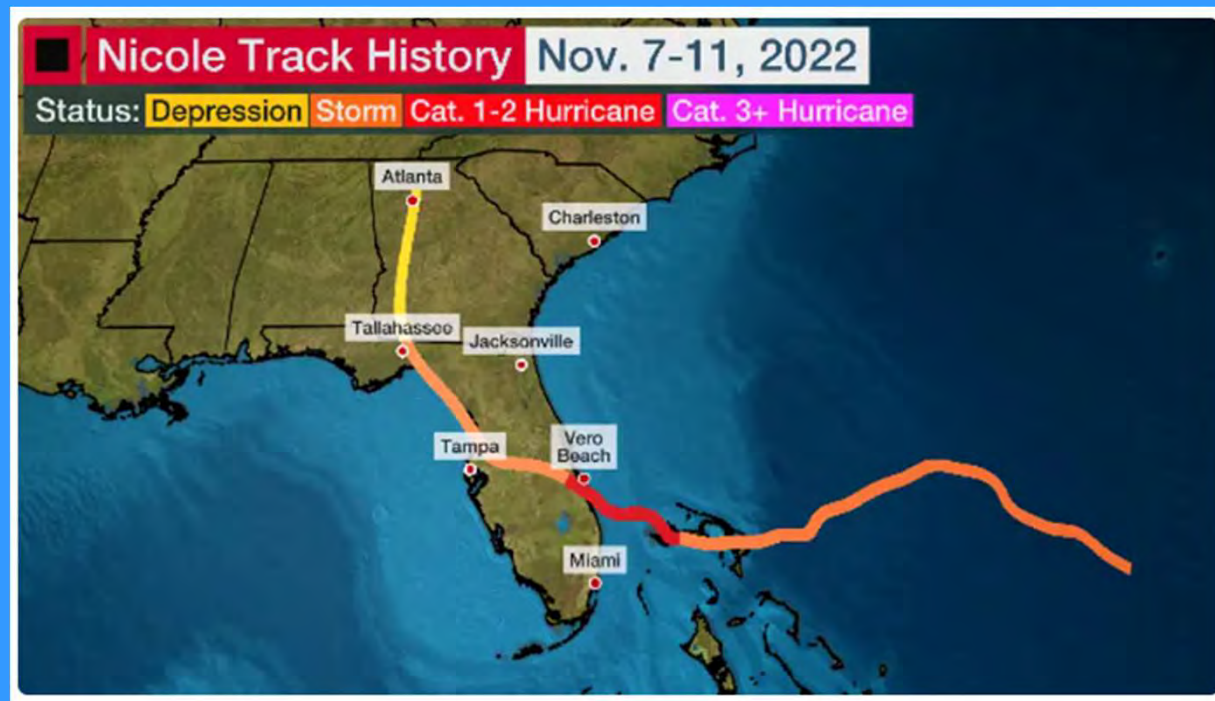 Nicole Track History Nov. 7-11, 2022
Status: Depression Storm Cat. 1-2 Hurricane Cat. 3+ Hurricane
Atlanta
Charleston
Tallahassee
Jacksonville
Tampa
Vero
Beach
Miami